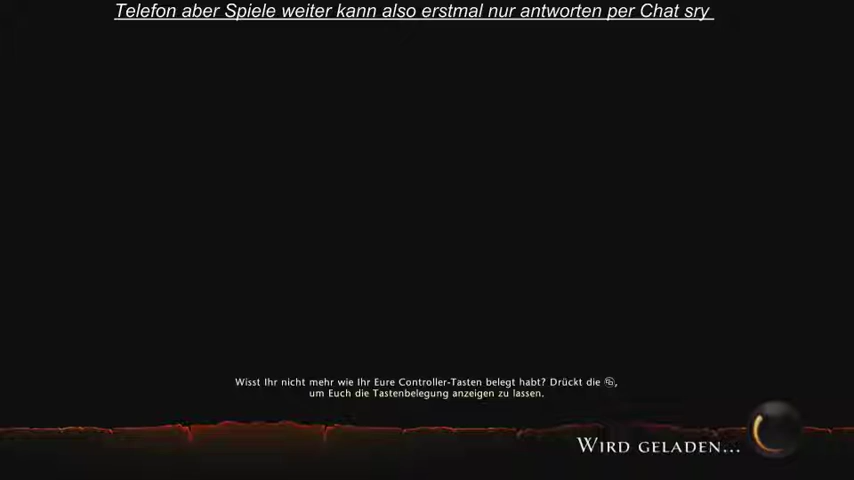 Telefon aber Spiele weiter kann also erstmal nur antworten per Chat sry
Wisst Ihr nicht mehr wie Ihr Eure Controller-Tasten belegt habt? Drückt die ,
um Euch die Tastenbelegung anzeigen zu lassen.
Wird geladen...